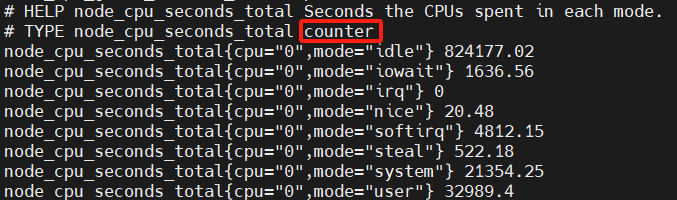 # HELP node_cpu_seconds_total Seconds the CPUs spent in each mode.
# TYPE node_cpu_seconds_total counter
node_cpu_seconds_total{cpu="0",mode="idle"} 824177.02
node_cpu_seconds_total{cpu="0",mode="iowait"} 1636.56
node_cpu_seconds_total{cpu="0",mode="irq"} 0
node_cpu_seconds_total{cpu="0",mode="nice"} 20.48
node_cpu_seconds_total{cpu="0",mode="softirq"} 4812.15
node_cpu_seconds_total{cpu="0",mode="steal"} 522.18
node_cpu_seconds_total{cpu="0",mode="system"} 21354.25
node_cpu_seconds_total{cpu="0",mode="user"} 32989.4